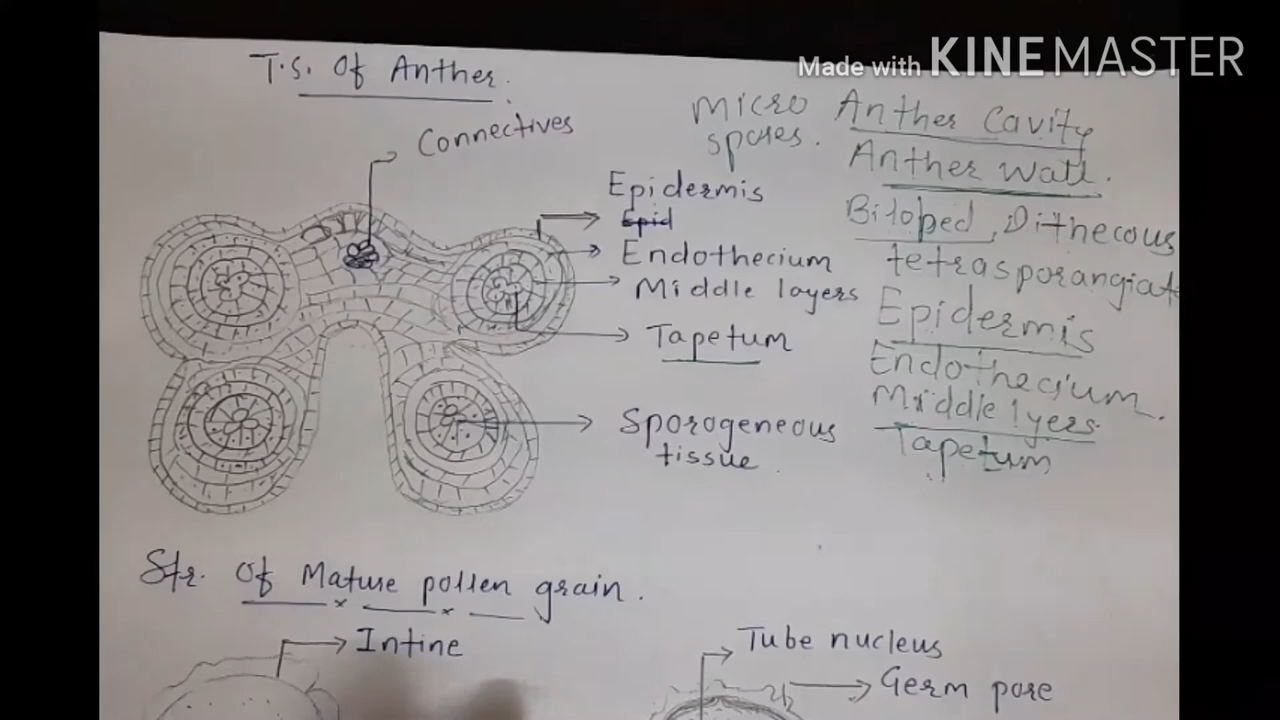 Made with KINEMASTER
T.S. Of Anther.
Connectives
Micro
spores.
Anther Cavity
Anther wall.
Biloped, Dithecous
tetrasporangiat
Epidermis
Endothecium.
Middle lyers
Tapetum
Epidermis
Epid
Endothecium
Middle layers
Tapetum
Sporogeneous
tissue
Str. Of Mature pollen grain.
Intine
Tube nucleus
Germ pore